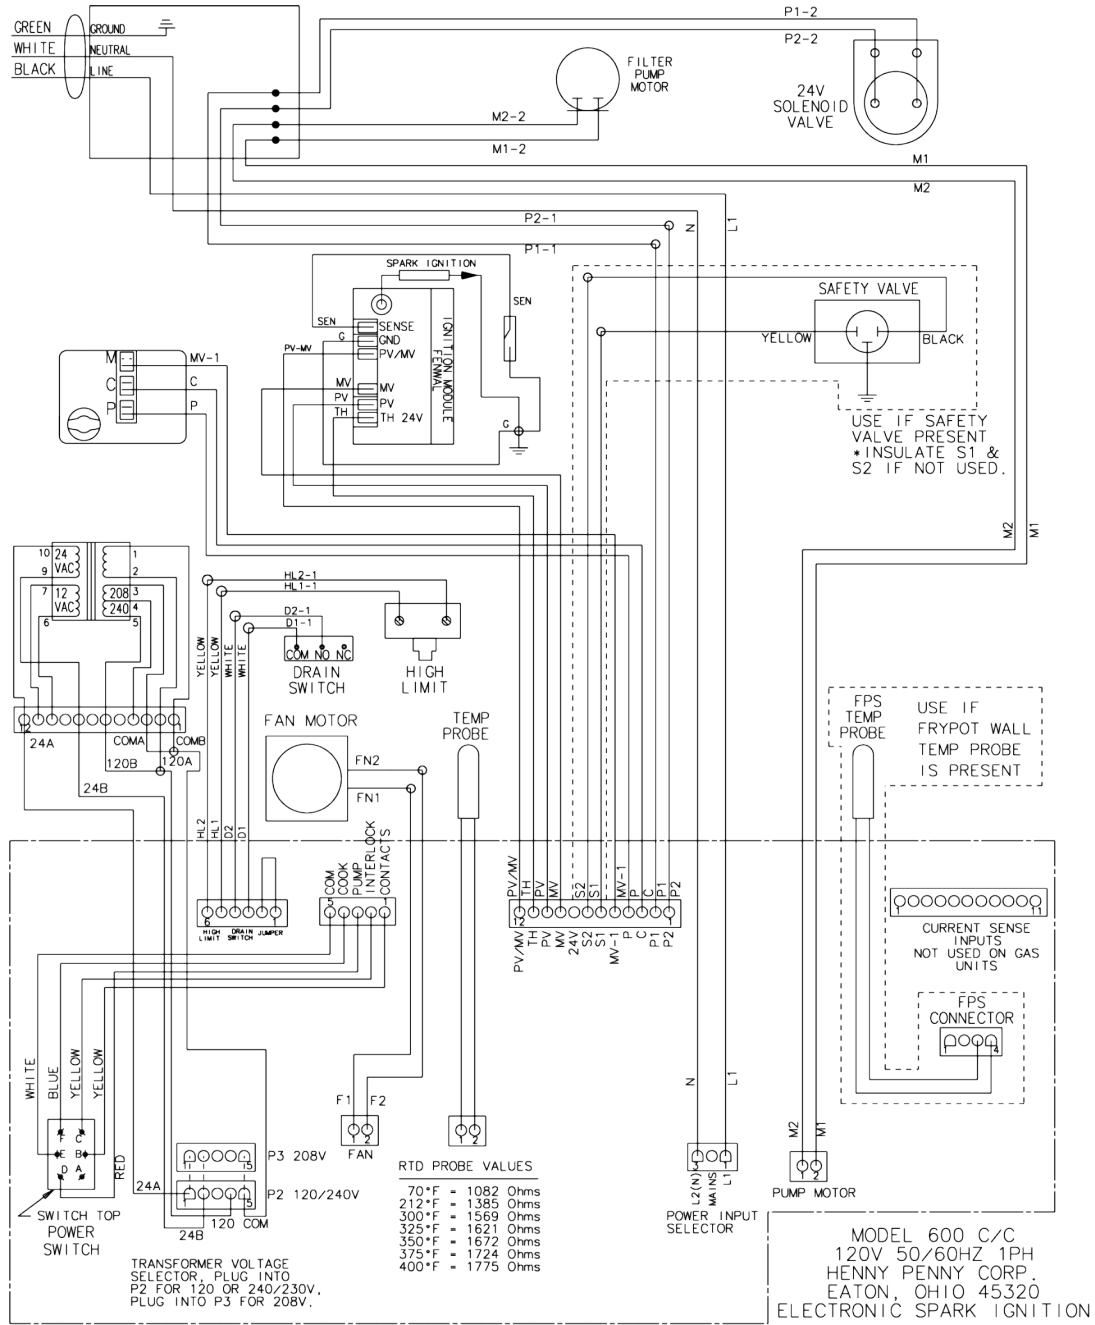 GREEN
GROUND
WHITE
NEUTRAL
BLACK
LINE
P1-2
P2-2
FILTER
PUMP
MOTOR
24V
SOLENOID
VALVE
M2-2
M1-2
M1
M2
P2-1
P1-1
N
L1
SPARK IGNITION
SEN
SEN
SENSE
G
GND
PV-MV
PV/MV
MV
MV
PV
PV
TH
TH 24V
IGNITION MODULE
FENWAL
G
SAFETY VALVE
YELLOW
BLACK
USE IF SAFETY
VALVE PRESENT
*INSULATE S1 &
S2 IF NOT USED.
M
MV-1
C
C
P
P
M2
M1
10
24
VAC
9
7
12
VAC
6
1
2
208
3
240
4
5
HL2-1
HL1-1
D2-1
D1-1
YELLOW
YELLOW
WHITE
WHITE
COM NO NC
DRAIN
SWITCH
HIGH
LIMIT
12
1
24A
COMA
COMB
120B
120A
24B
FAN MOTOR
FN2
FN1
TEMP
PROBE
FPS
TEMP
PROBE
USE IF
FRYPOT WALL
TEMP PROBE
IS PRESENT
HL2
HL1
D2
D1
6
1
HIGH
LIMIT
DRAIN
SWITCH
JUMPER
COM
COOK
PUMP
INTERLOCK
CONTACTS
5
1
PV/MV
TH
PV
MV
S2
S1
MV-1
P
C
P1
P2
12
1
PV/MV
TH
PV
MV
24V
S2
S1
MV-1
P
C
P1
P2
1
11
CURRENT SENSE
INPUTS
NOT USED ON GAS
UNITS
FPS
CONNECTOR
1
4
WHITE
BLUE
YELLOW
YELLOW
RED
F C
E B
D A
SWITCH TOP
POWER
SWITCH
24A
24B
1
5
P3 208V
1
5
P2 120/240V
120 COM
TRANSFORMER VOLTAGE
SELECTOR, PLUG INTO
P2 FOR 120 OR 240/230V,
PLUG INTO P3 FOR 208V.
F1
F2
1 2
FAN
1 2
RTD PROBE VALUES
70°F = 1082 Ohms
212°F = 1385 Ohms
300°F = 1569 Ohms
325°F = 1621 Ohms
350°F = 1672 Ohms
375°F = 1724 Ohms
400°F = 1775 Ohms
N
L1
3
1
L2(N)
MAINS
L1
POWER INPUT
SELECTOR
M2
M1
1 2
PUMP MOTOR
MODEL 600 C/C
120V 50/60HZ 1PH
HENNY PENNY CORP.
EATON, OHIO 45320
ELECTRONIC SPARK IGNITION